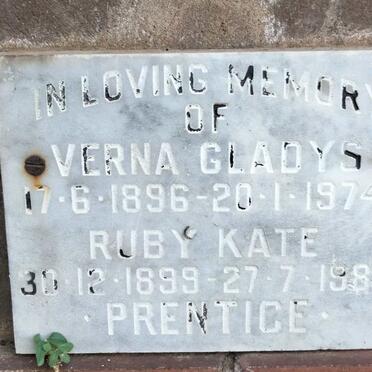 IN LOVING MEMORY
OF
VERNA GLADYS
17·6·1896-20·1·1974
RUBY KATE
30·12·1899-27·7·198
·PRENTICE·